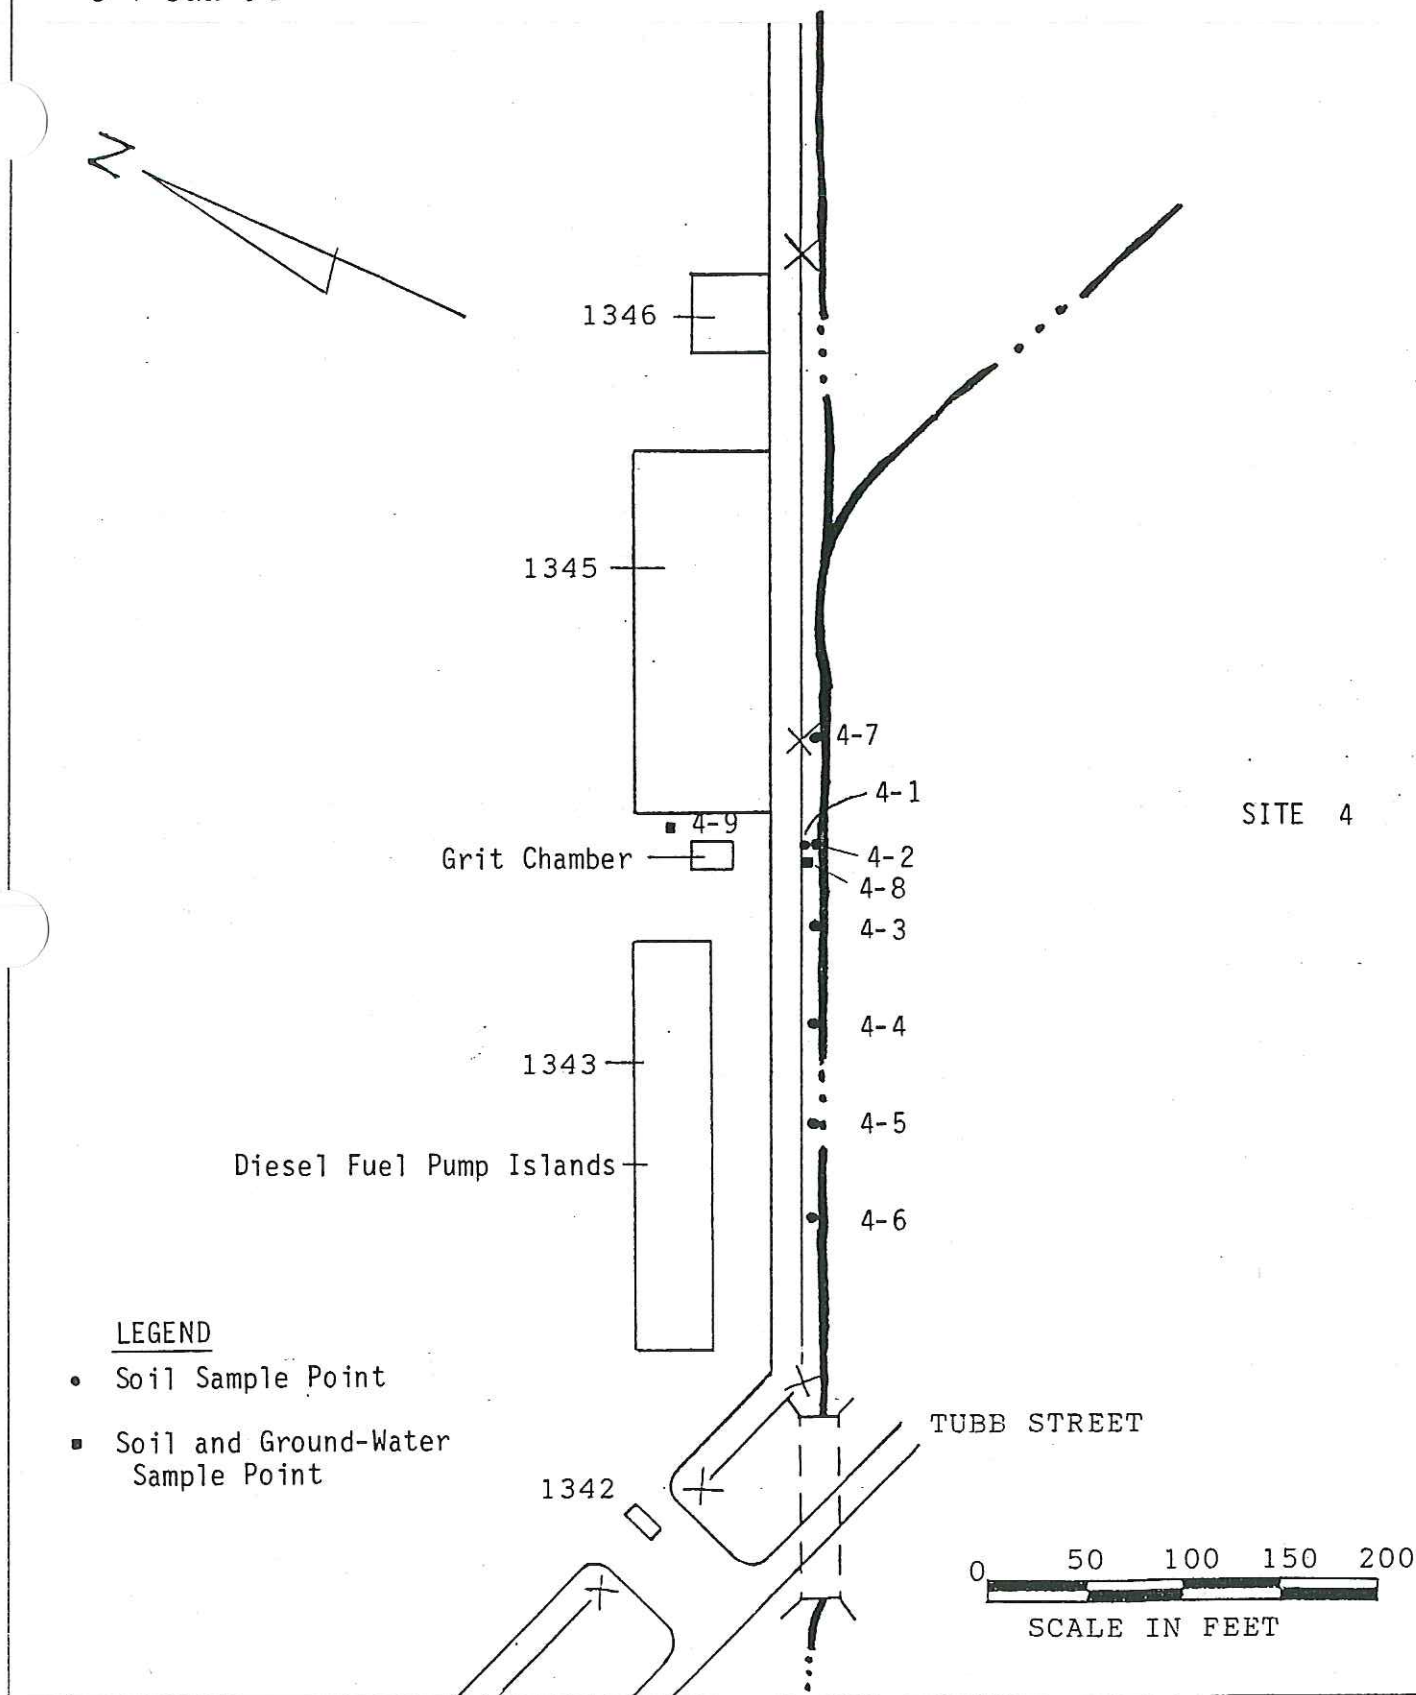 N
1346
1345
4-7
4-1
SITE 4
4-9
Grit Chamber
4-2
4-8
4-3
4-4
1343
4-5
Diesel Fuel Pump Islands
4-6
LEGEND
Soil Sample Point
Soil and Ground-Water
Sample Point
TUBB STREET
1342
0 50 100 150 200
SCALE IN FEET